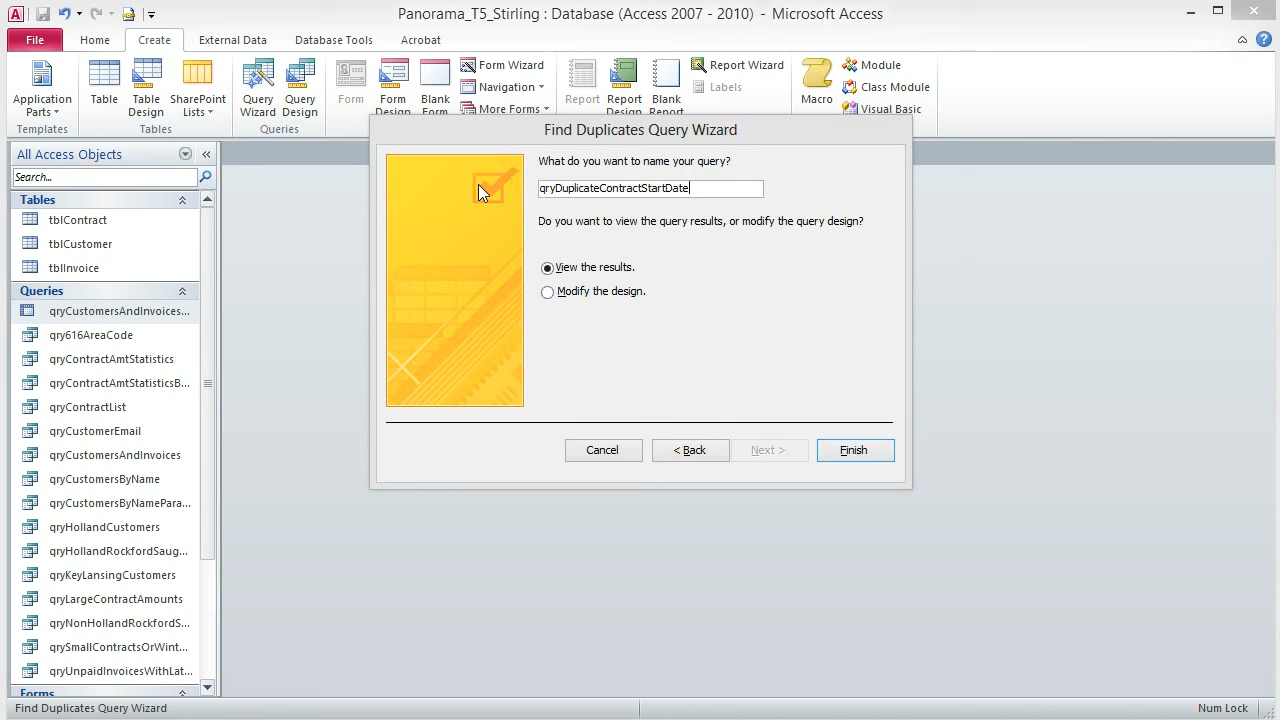 Panorama_T5_Stirling : Database (Access 2007 - 2010) - Microsoft Access
File Home Create External Data Database Tools Acrobat
Application Parts
Templates
Table
Table Design
SharePoint Lists
Tables
Query Wizard
Query Design
Queries
Form
Form Design
Blank Form
Form Wizard
Navigation
More Forms
Report
Report Design
Blank Report
Report Wizard
Labels
Macro
Module
Class Module
Visual Basic
All Access Objects
Search...
Tables
tblContract
tblCustomer
tblInvoice
Queries
qryCustomersAndInvoices...
qry616AreaCode
qryContractAmtStatistics
qryContractAmtStatisticsB...
qryContractList
qryCustomerEmail
qryCustomersAndInvoices
qryCustomersByName
qryCustomersByNamePara...
qryHollandCustomers
qryHollandRockfordSaug...
qryKeyLansingCustomers
qryLargeContractAmounts
qryNonHollandRockfordS...
qrySmallContractsOrWint...
qryUnpaidInvoicesWithLat...
Forms
Find Duplicates Query Wizard
What do you want to name your query?
qryDuplicateContractStartDate
Do you want to view the query results, or modify the query design?
View the results.
Modify the design.
Cancel
< Back
Next >
Finish
Find Duplicates Query Wizard
Num Lock